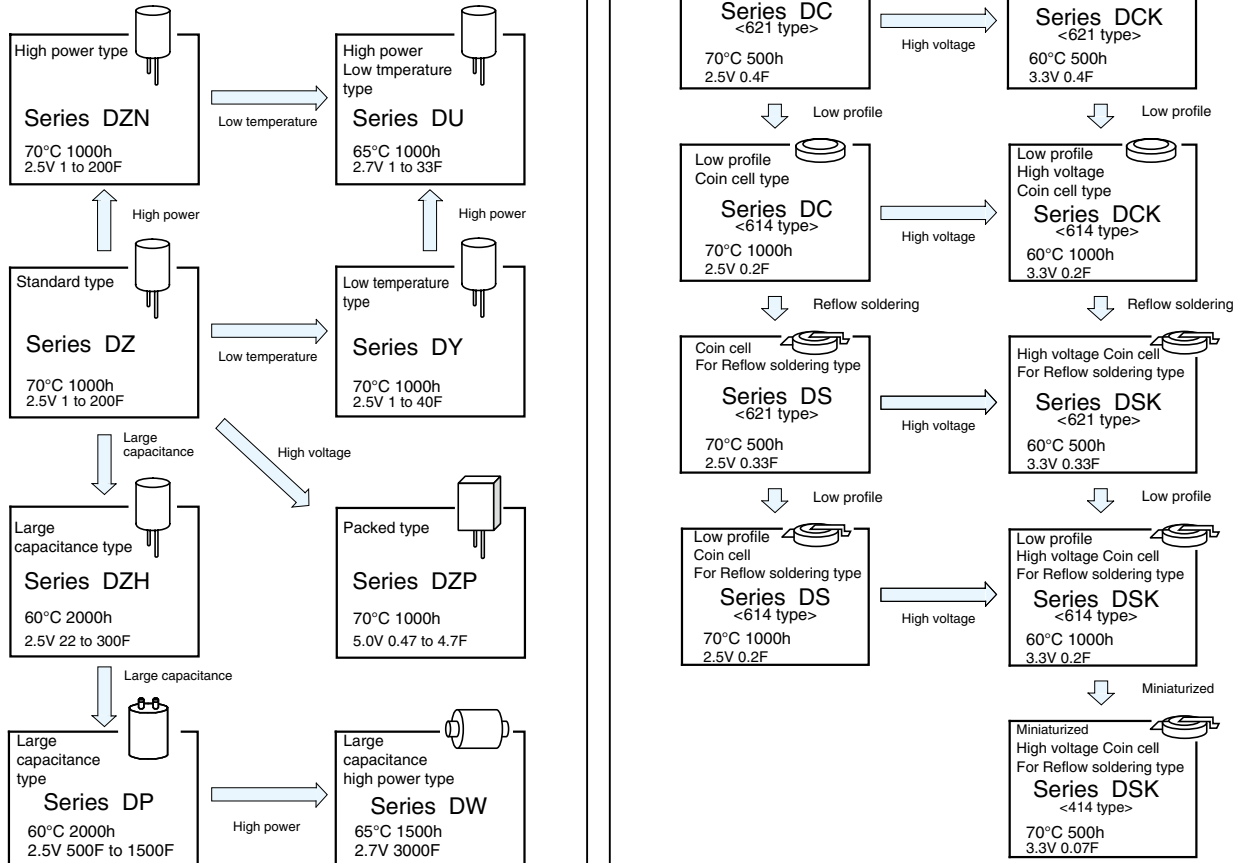 High power type
Series DZN
70°C 1000h
2.5V 1 to 200F
Low temperature
High power
Low tmperature
type
Series DU
65°C 1000h
2.7V 1 to 33F
High power
High power
Standard type
Series DZ
70°C 1000h
2.5V 1 to 200F
Low temperature
Low temperature
type
Series DY
70°C 1000h
2.5V 1 to 40F
Large
capacitance
High voltage
Large
capacitance type
Series DZH
60°C 2000h
2.5V 22 to 300F
Packed type
Series DZP
70°C 1000h
5.0V 0.47 to 4.7F
Large capacitance
Large
capacitance
type
Series DP
60°C 2000h
2.5V 500F to 1500F
High power
Large
capacitance
high power type
Series DW
65°C 1500h
2.7V 3000F
Series DC
<621 type>
70°C 500h
2.5V 0.4F
High voltage
Series DCK
<621 type>
60°C 500h
3.3V 0.4F
Low profile
Low profile
Low profile
Coin cell type
Series DC
<614 type>
70°C 1000h
2.5V 0.2F
High voltage
Low profile
High voltage
Coin cell type
Series DCK
<614 type>
60°C 1000h
3.3V 0.2F
Reflow soldering
Reflow soldering
Coin cell
For Reflow soldering type
Series DS
<621 type>
70°C 500h
2.5V 0.33F
High voltage
High voltage Coin cell
For Reflow soldering type
Series DSK
<621 type>
60°C 500h
3.3V 0.33F
Low profile
Low profile
Low profile
Coin cell
For Reflow soldering type
Series DS
<614 type>
70°C 1000h
2.5V 0.2F
High voltage
Low profile
High voltage Coin cell
For Reflow soldering type
Series DSK
<614 type>
60°C 1000h
3.3V 0.2F
Miniaturized
Miniaturized
High voltage Coin cell
For Reflow soldering type
Series DSK
<414 type>
70°C 500h
3.3V 0.07F